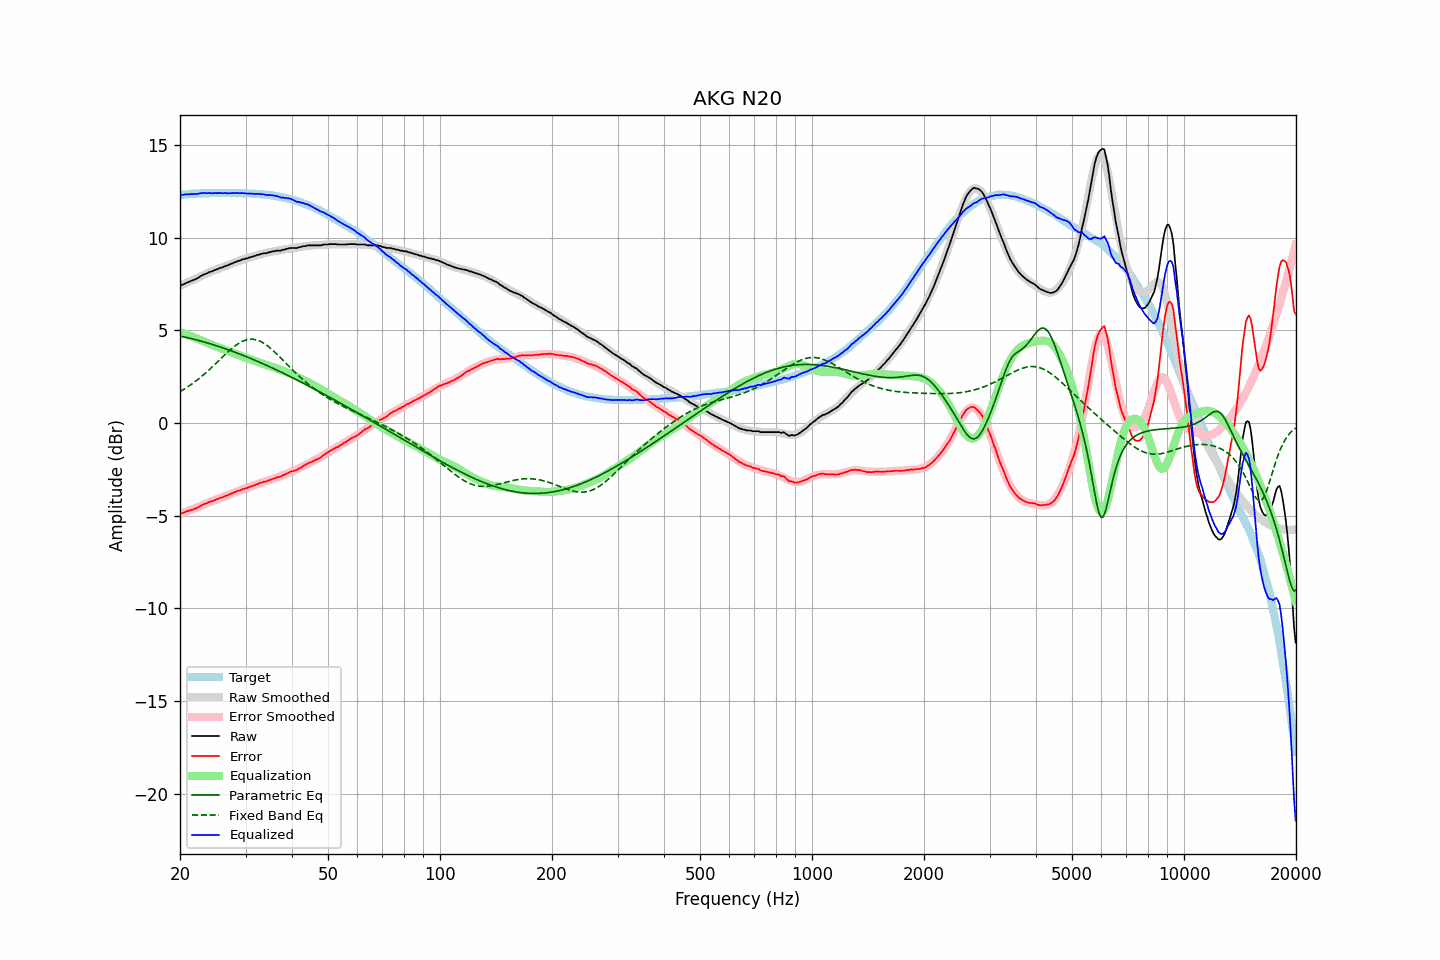 AKG N20
Amplitude (dBr)
15
10
5
0
−5
−10
−15
−20
Target
Raw Smoothed
Error Smoothed
Raw
Error
Equalization
Parametric Eq
Fixed Band Eq
Equalized
20 50 100 200 500 1000 2000 5000 10000 20000
Frequency (Hz)